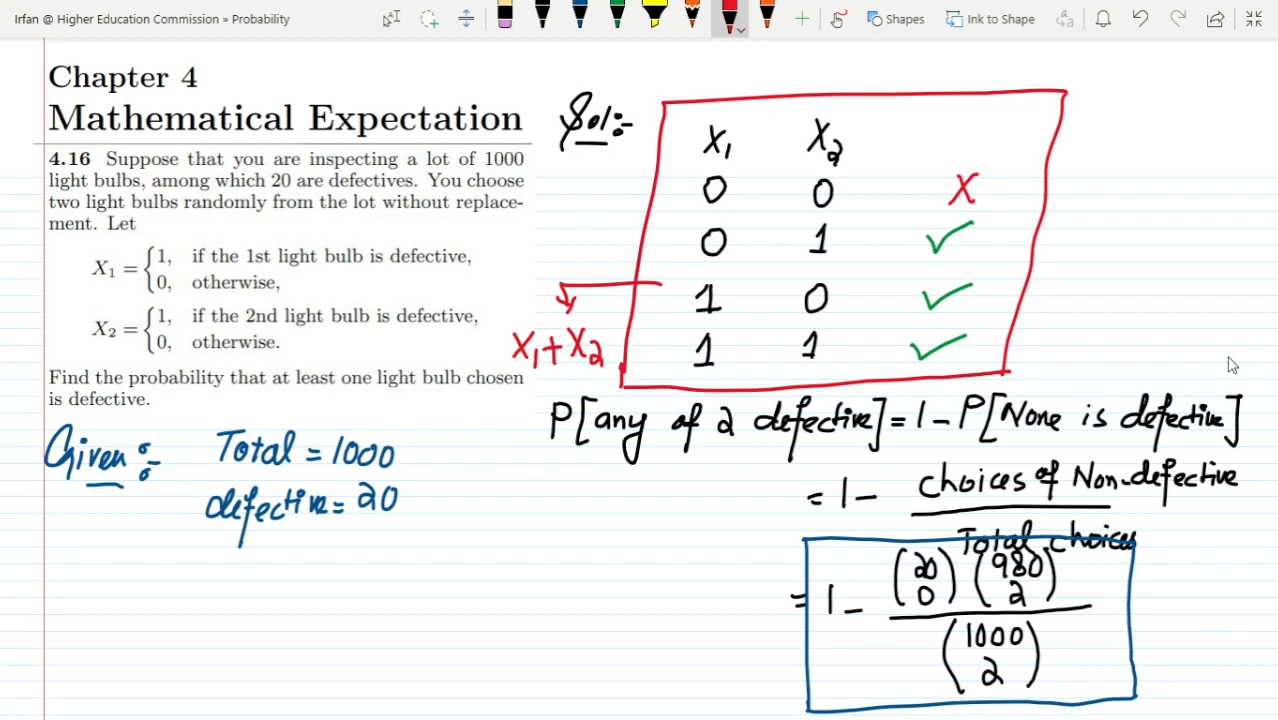 Irfan @ Higher Education Commission » Probability
Shapes
Ink to Shape
Chapter 4
Mathematical Expectation
4.16 Suppose that you are inspecting a lot of 1000
light bulbs, among which 20 are defectives. You choose
two light bulbs randomly from the lot without replace-
ment. Let
X₁ = { 1, if the 1st light bulb is defective,
0, otherwise,
X₂ = { 1, if the 2nd light bulb is defective,
0, otherwise.
Find the probability that at least one light bulb chosen
is defective.
Given :-
Total = 1000
defective = 20
Sol:-
X₁ X₂
0 0 X
0 1 ✓
1 0 ✓
1 1 ✓
X₁+X₂
P[any of 2 defective] = 1 - P[None is defective]
= 1 - choices of Non-defective
Total choices
= 1 - (20 0) (980 2)
(1000 2)